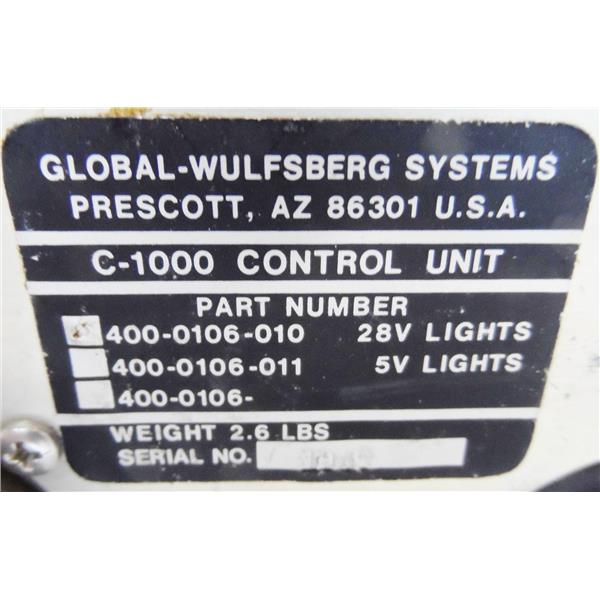 GLOBAL-WULFSBERG SYSTEMS
PRESCOTT, AZ 86301 U.S.A.
C-1000 CONTROL UNIT
PART NUMBER
400-0106-010 28V LIGHTS
400-0106-011 5V LIGHTS
400-0106-
WEIGHT 2.6 LBS
SERIAL NO.